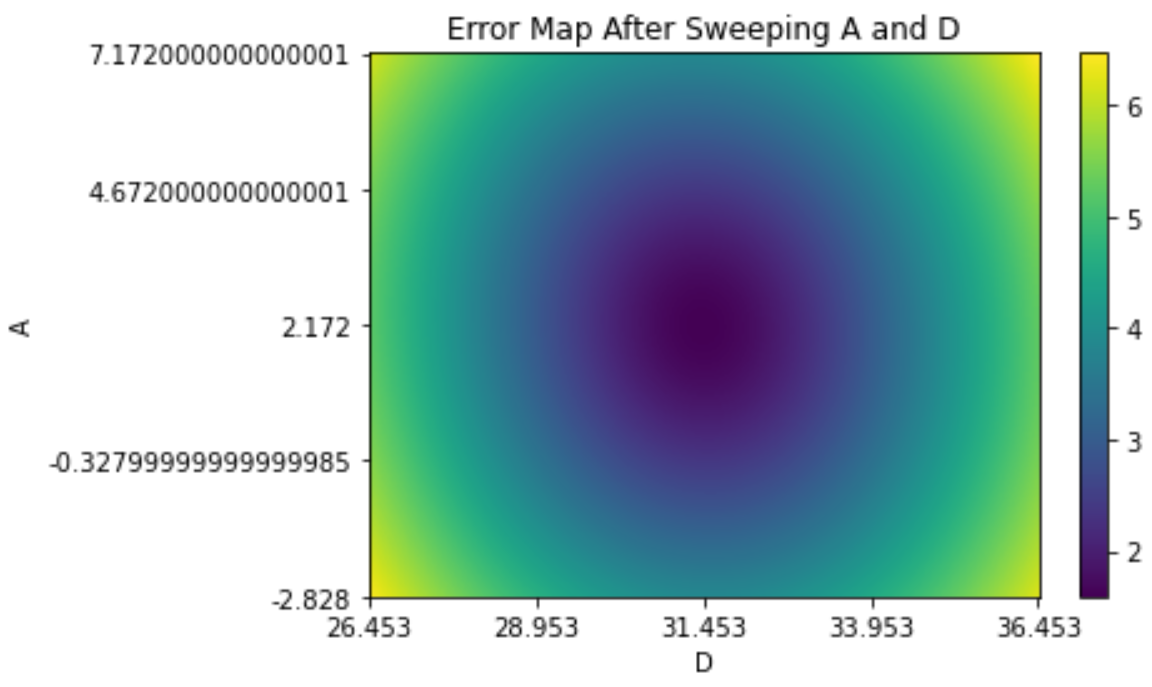 Error Map After Sweeping A and D
7.172000000000001
4.672000000000001
2.172
-0.32799999999999985
-2.828
A
26.453 28.953 31.453 33.953 36.453
D
6
5
4
3
2